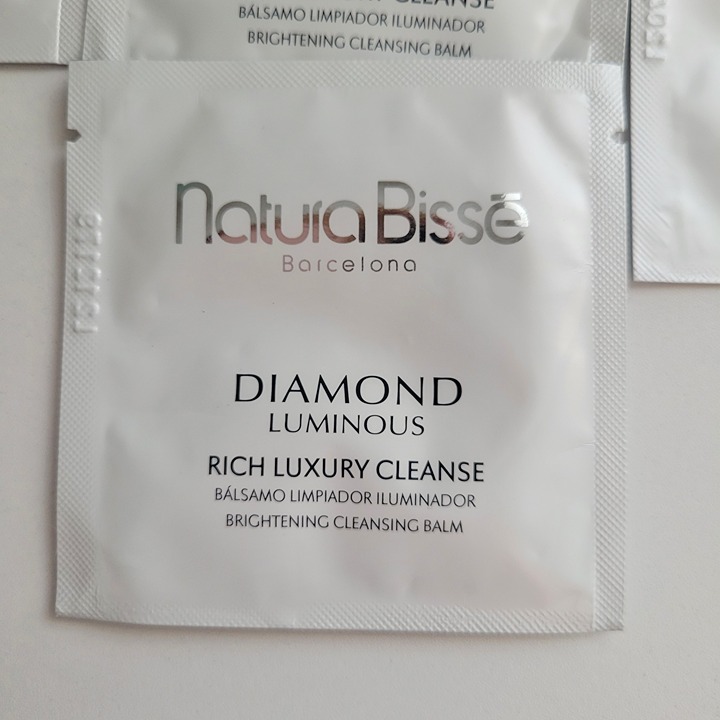 CLEANSE
BÁLSAMO LIMPIADOR ILUMINADOR
BRIGHTENING CLEANSING BALM
Natura Bissé
Barcelona
DIAMOND
LUMINOUS
RICH LUXURY CLEANSE
BÁLSAMO LIMPIADOR ILUMINADOR
BRIGHTENING CLEANSING BALM